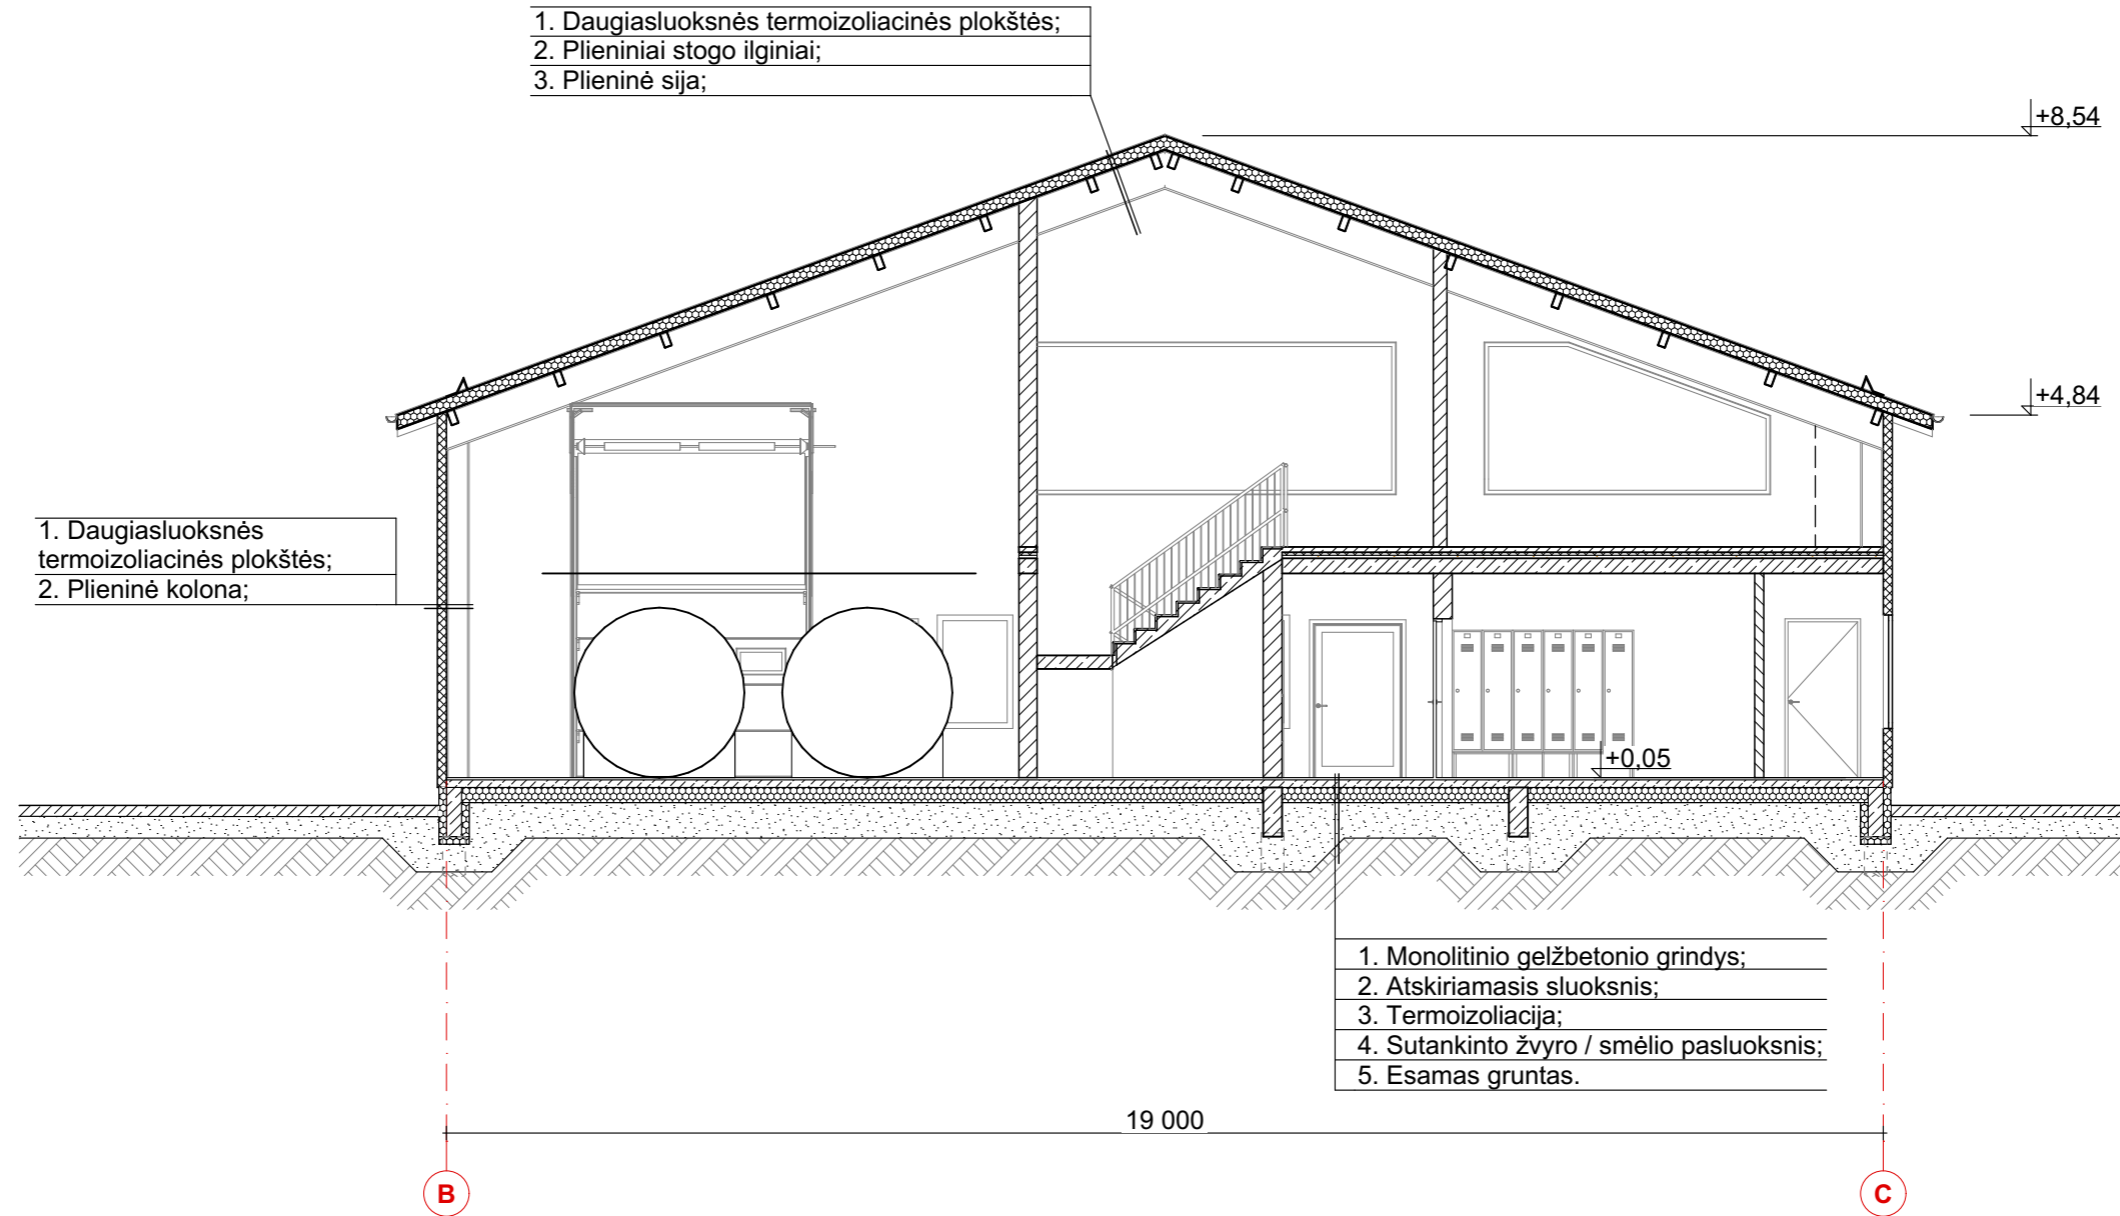 1. Daugiasluoksnės termoizoliacinės plokštės;
2. Plieniniai stogo ilginiai;
3. Plieninė sija;
+8,54
+4,84
1. Daugiasluoksnės
termoizoliacinės plokštės;
2. Plieninė kolona;
+0,05
1. Monolitinio gelžbetonio grindys;
2. Atskiriamasis sluoksnis;
3. Termoizoliacija;
4. Sutankinto žvyro / smėlio pasluoksnis;
5. Esamas gruntas.
19 000
B
C